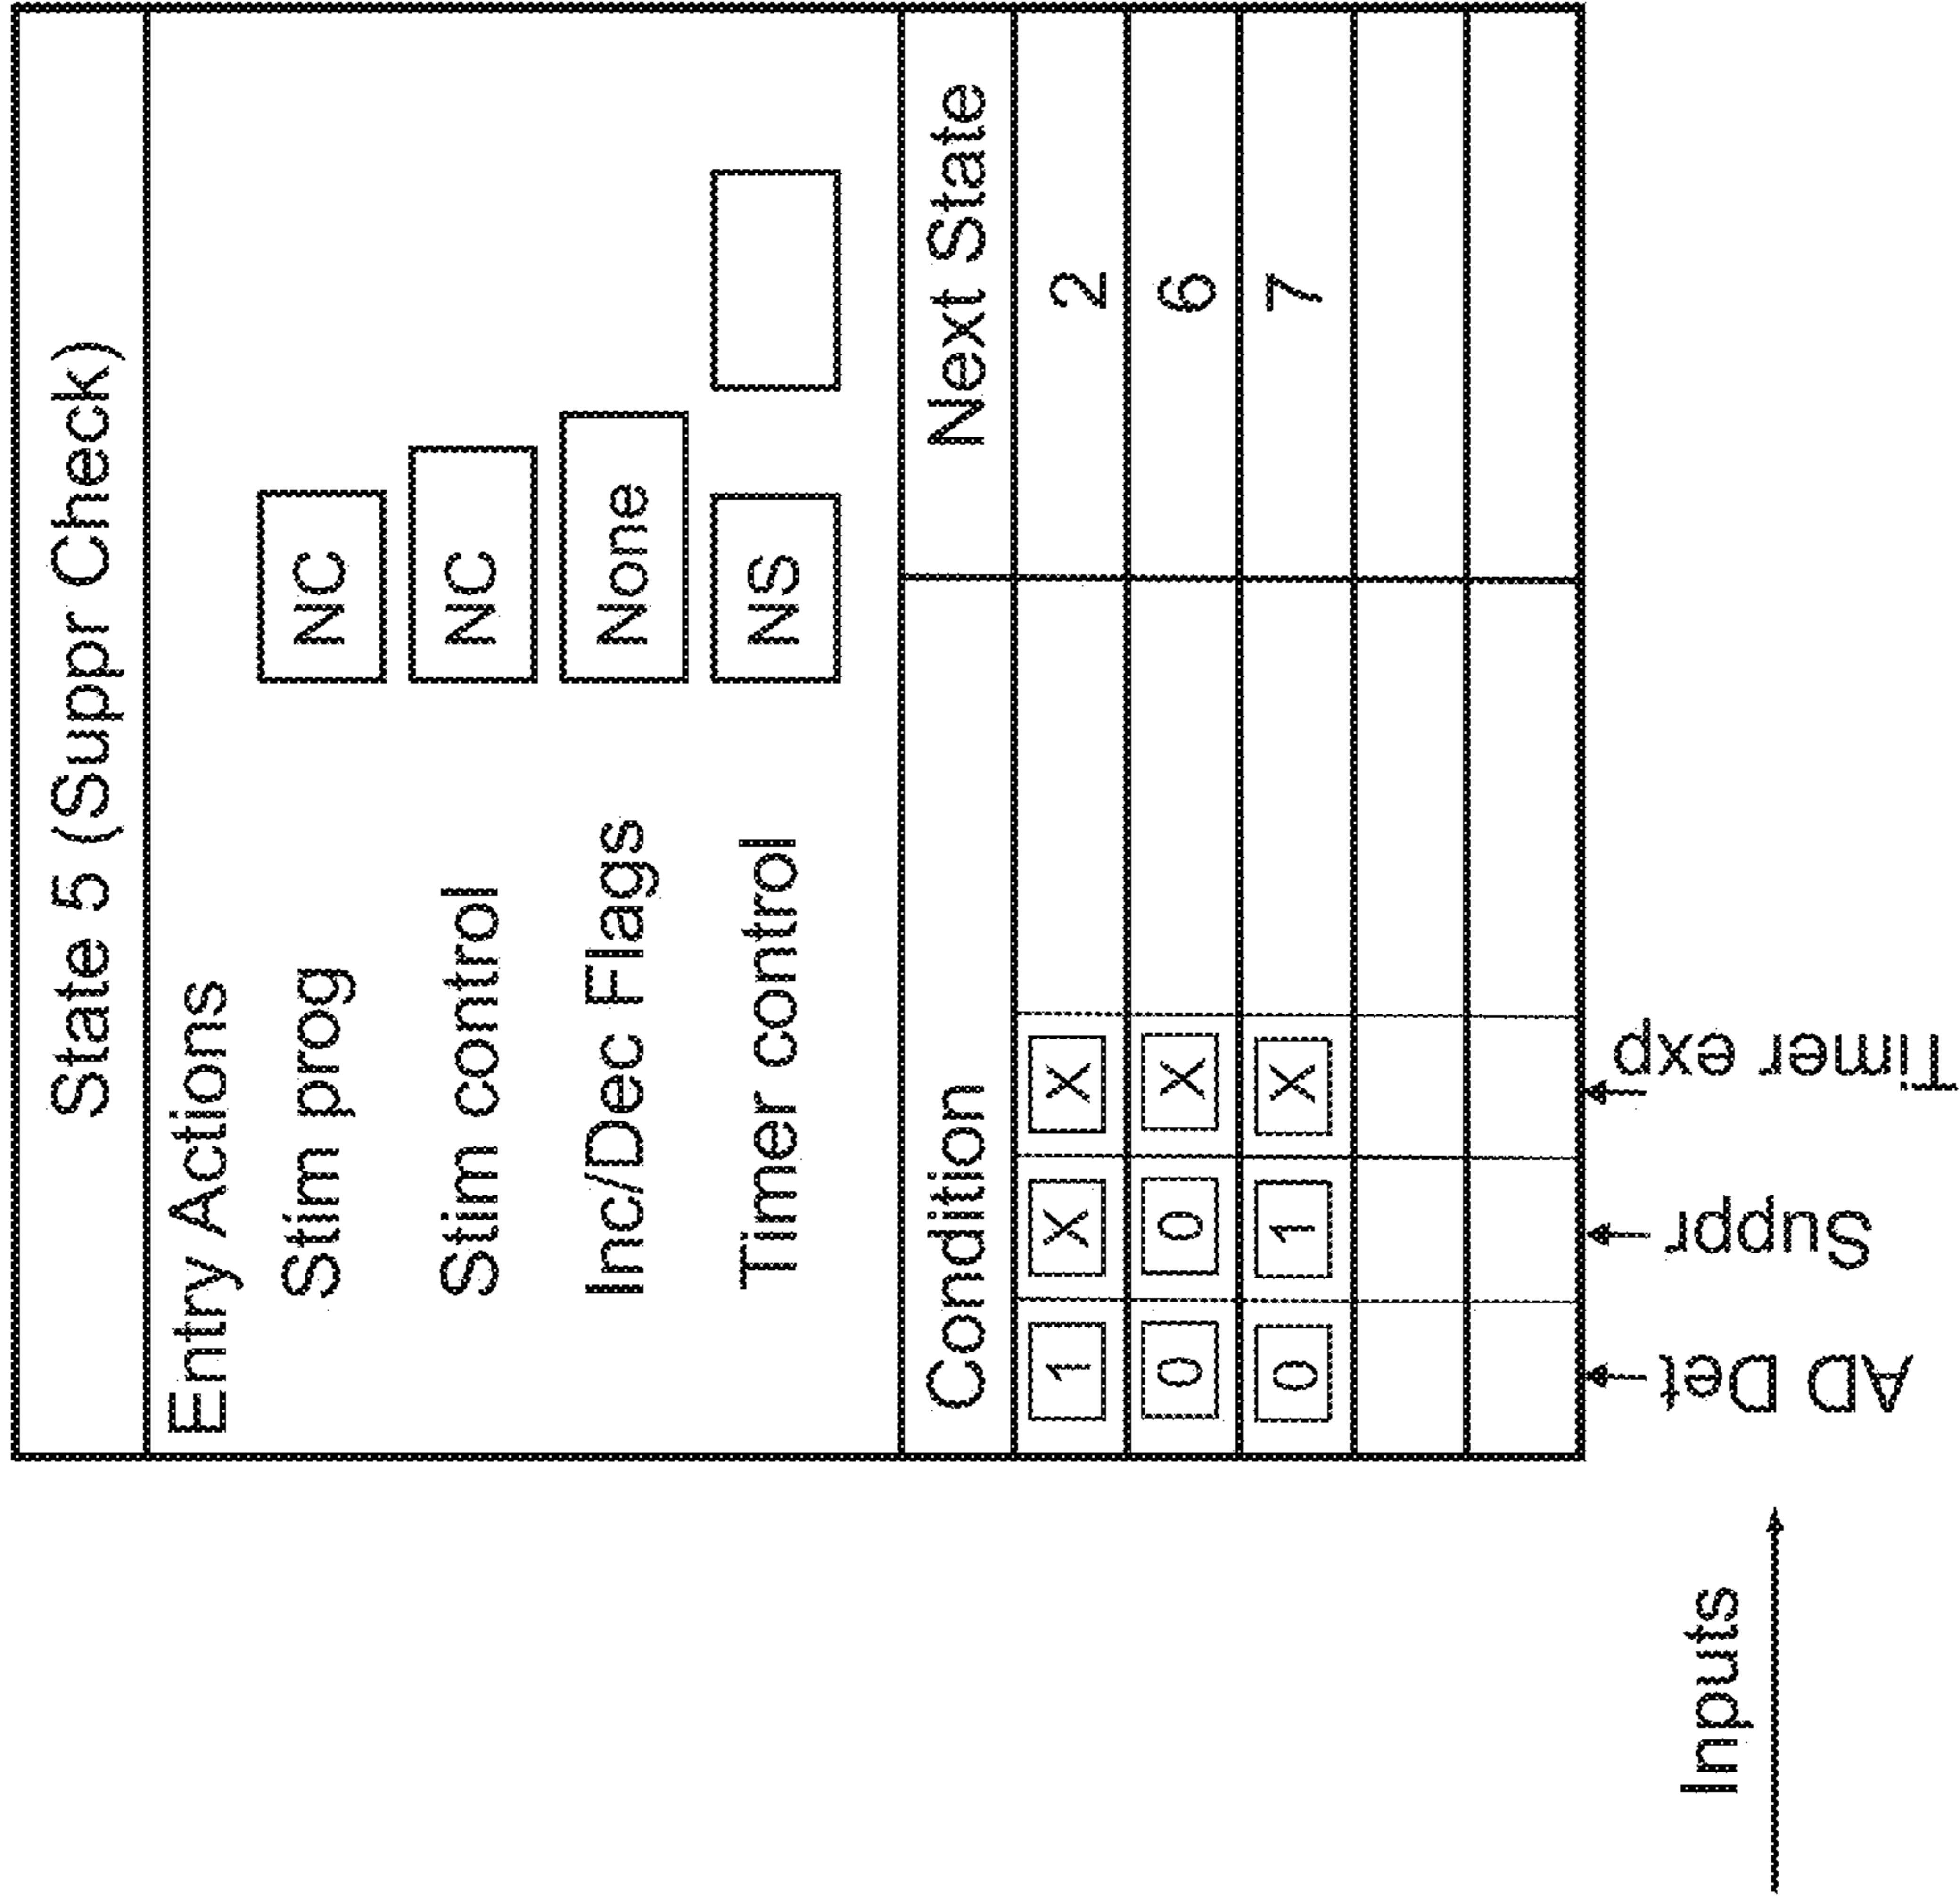 State 5 (Suppr Check)
Entry Actions
Stim prog NC
Stim control NC
Inc/Dec Flags None
Timer control NS
Condition Next State
1 X X 2
0 0 X 6
0 1 X 7
Inputs
AD Det
Suppr
Timer exp